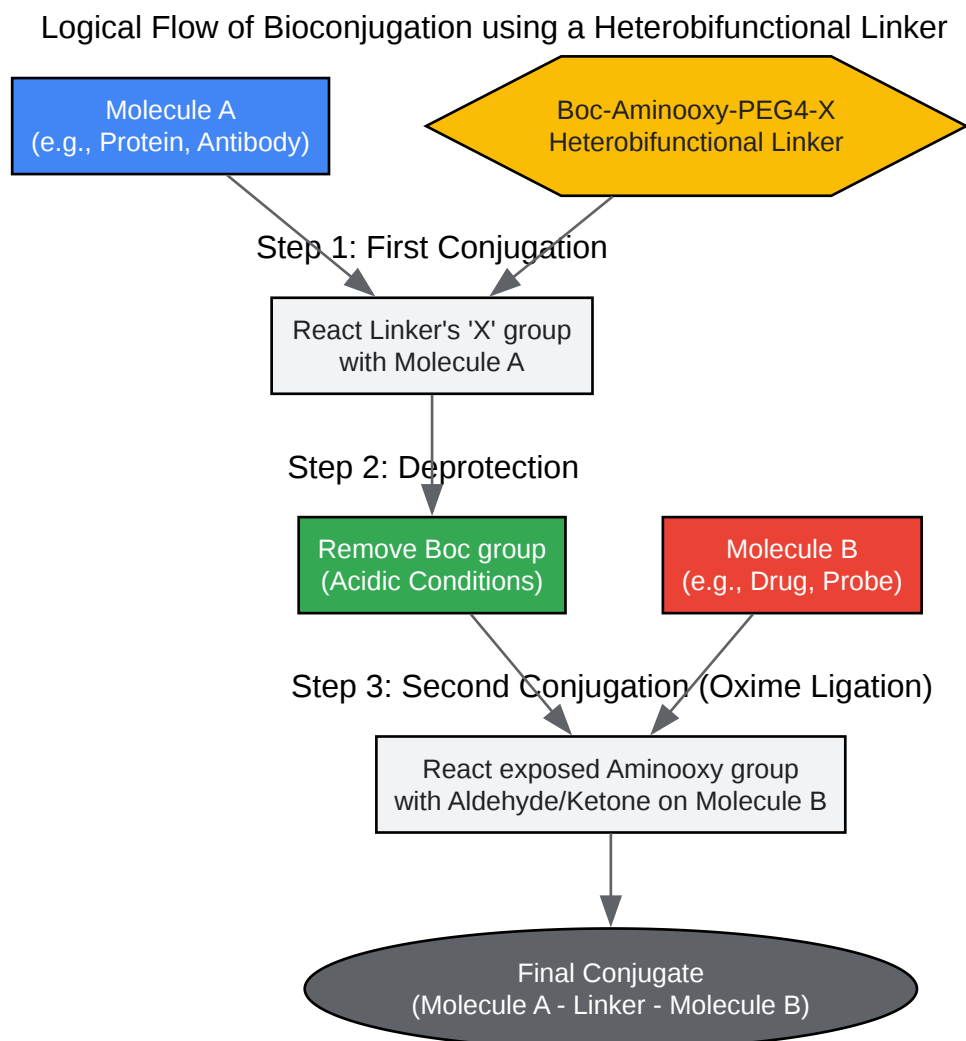 Logical Flow of Bioconjugation using a Heterobifunctional Linker
Molecule A
(e.g., Protein, Antibody)
Boc-Aminooxy-PEG4-X
Heterobifunctional Linker
Step 1: First Conjugation
React Linker's 'X' group
with Molecule A
Step 2: Deprotection
Remove Boc group
(Acidic Conditions)
Molecule B
(e.g., Drug, Probe)
Step 3: Second Conjugation (Oxime Ligation)
React exposed Aminooxy group
with Aldehyde/Ketone on Molecule B
Final Conjugate
(Molecule A - Linker - Molecule B)